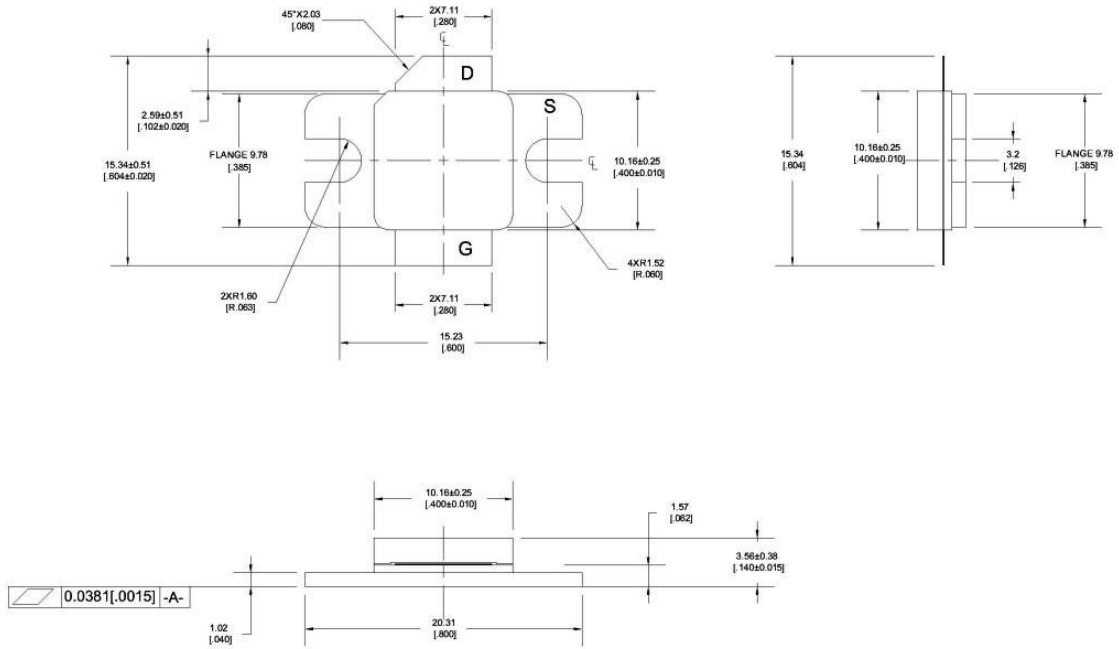 45°X2.03
[.080]
2X7.11
[.280]
CL
D
S
2.59±0.51
[.102±0.020]
15.34±0.51
[.604±0.020]
FLANGE 9.78
[.385]
CL
10.16±0.25
[.400±0.010]
G
4XR1.52
[R.060]
2XR1.60
[R.063]
2X7.11
[.280]
15.23
[.600]
15.34
[.604]
10.16±0.25
[.400±0.010]
3.2
[.126]
FLANGE 9.78
[.385]
10.16±0.25
[.400±0.010]
1.57
[.062]
3.56±0.38
[.140±0.015]
0.0381[.0015] -A-
1.02
[.040]
20.31
[.800]